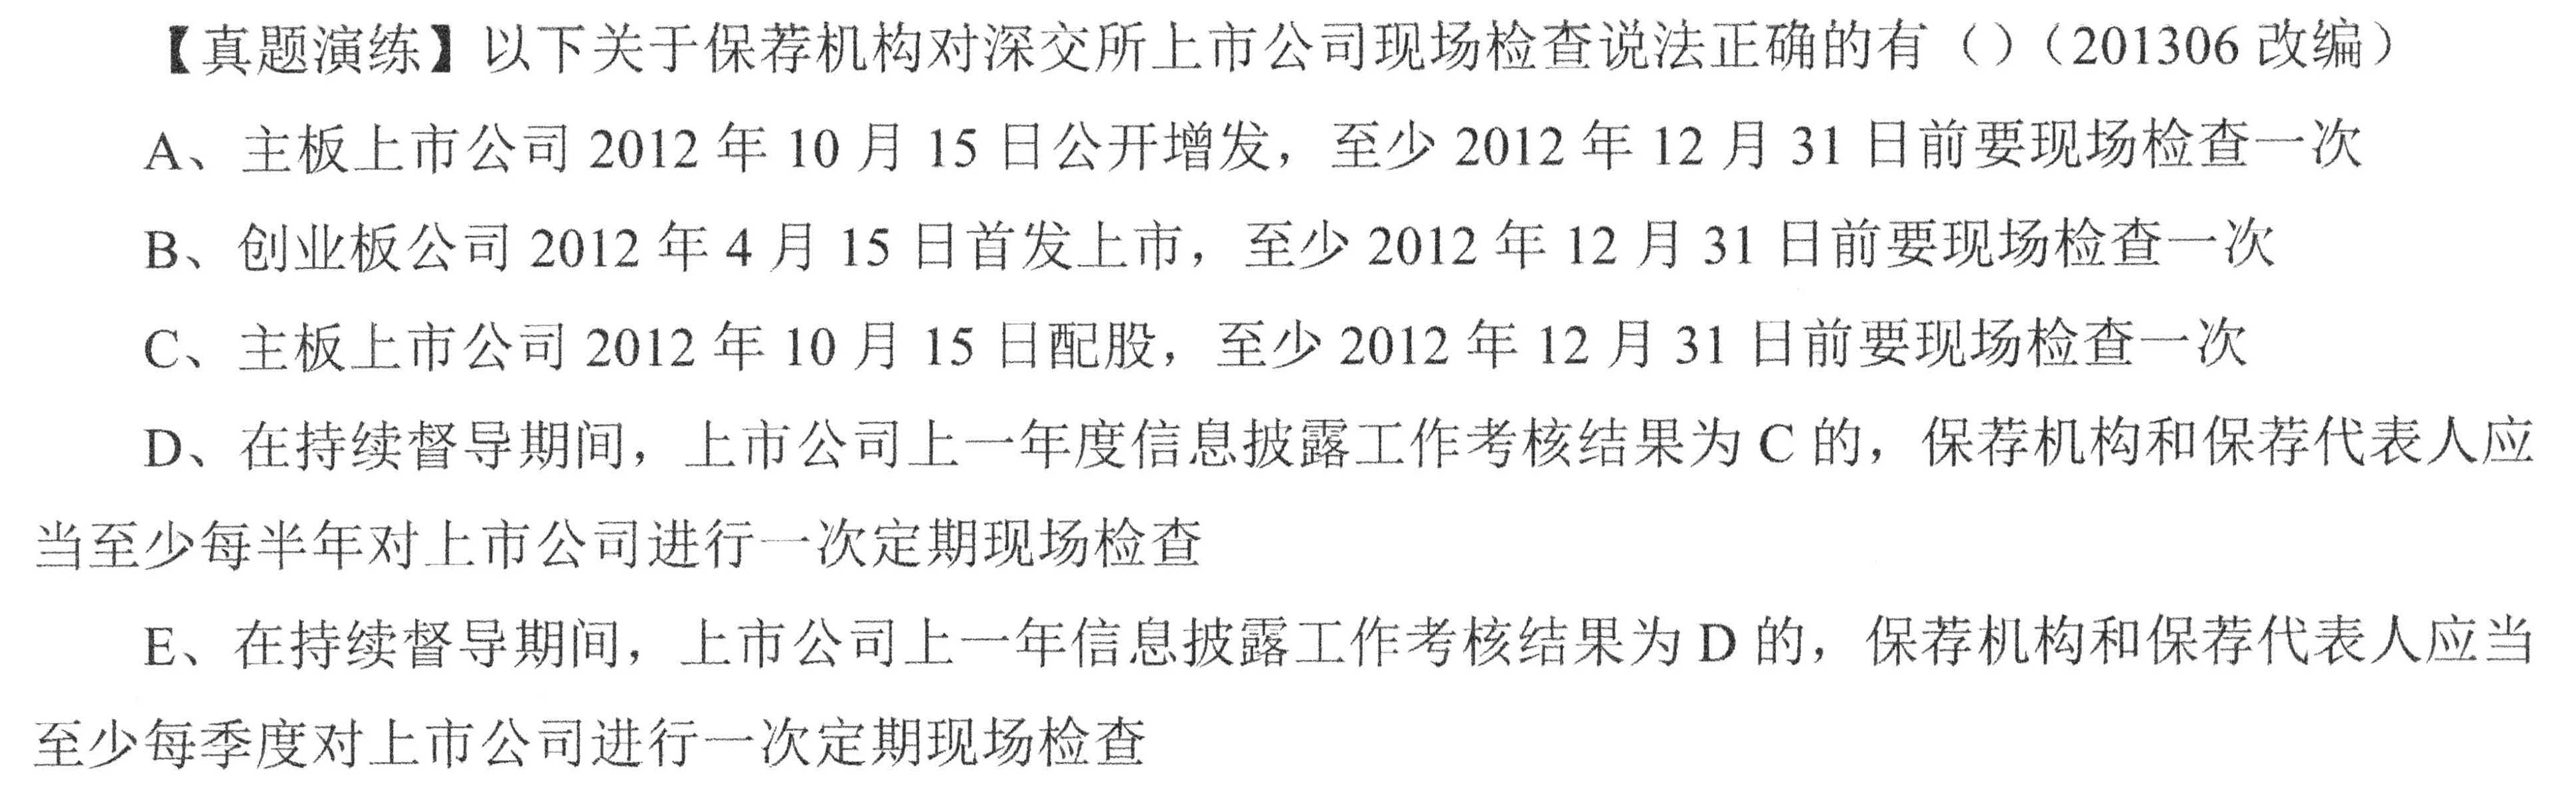 【真题演练】以下关于保荐机构对深交所上市公司现场检查说法正确的有（）（201306 改编）
A、主板上市公司 2012 年 10 月 15 日公开增发，至少 2012 年 12 月 31 日前要现场检查一次
B、创业板公司 2012 年 4 月 15 日首发上市，至少 2012 年 12 月 31 日前要现场检查一次
C、主板上市公司 2012 年 10 月 15 日配股，至少 2012 年 12 月 31 日前要现场检查一次
D、在持续督导期间，上市公司上一年度信息披露工作考核结果为 C 的，保荐机构和保荐代表人应
当至少每半年对上市公司进行一次定期现场检查
E、在持续督导期间，上市公司上一年信息披露工作考核结果为 D 的，保荐机构和保荐代表人应当
至少每季度对上市公司进行一次定期现场检查